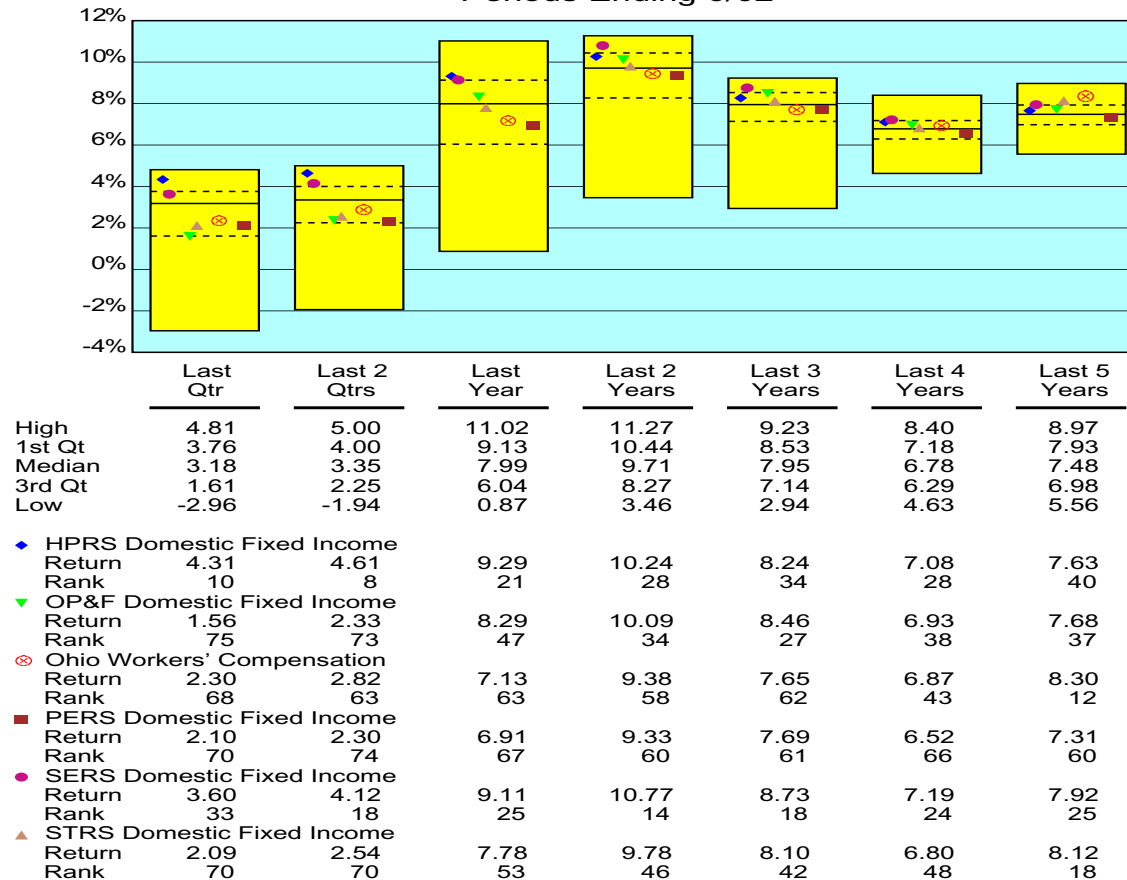 Periods Ending 6/02
12%
10%
8%
6%
4%
2%
0%
-2%
-4%
Last Qtr Last 2 Qtrs Last Year Last 2 Years Last 3 Years Last 4 Years Last 5 Years
High 4.81 5.00 11.02 11.27 9.23 8.40 8.97
1st Qt 3.76 4.00 9.13 10.44 8.53 7.18 7.93
Median 3.18 3.35 7.99 9.71 7.95 6.78 7.48
3rd Qt 1.61 2.25 6.04 8.27 7.14 6.29 6.98
Low -2.96 -1.94 0.87 3.46 2.94 4.63 5.56
HPRS Domestic Fixed Income
Return 4.31 4.61 9.29 10.24 8.24 7.08 7.63
Rank 10 8 21 28 34 28 40
OP&F Domestic Fixed Income
Return 1.56 2.33 8.29 10.09 8.46 6.93 7.68
Rank 75 73 47 34 27 38 37
Ohio Workers' Compensation
Return 2.30 2.82 7.13 9.38 7.65 6.87 8.30
Rank 68 63 63 58 62 43 12
PERS Domestic Fixed Income
Return 2.10 2.30 6.91 9.33 7.69 6.52 7.31
Rank 70 74 67 60 61 66 60
SERS Domestic Fixed Income
Return 3.60 4.12 9.11 10.77 8.73 7.19 7.92
Rank 33 18 25 14 18 24 25
STRS Domestic Fixed Income
Return 2.09 2.54 7.78 9.78 8.10 6.80 8.12
Rank 70 70 53 46 42 48 18